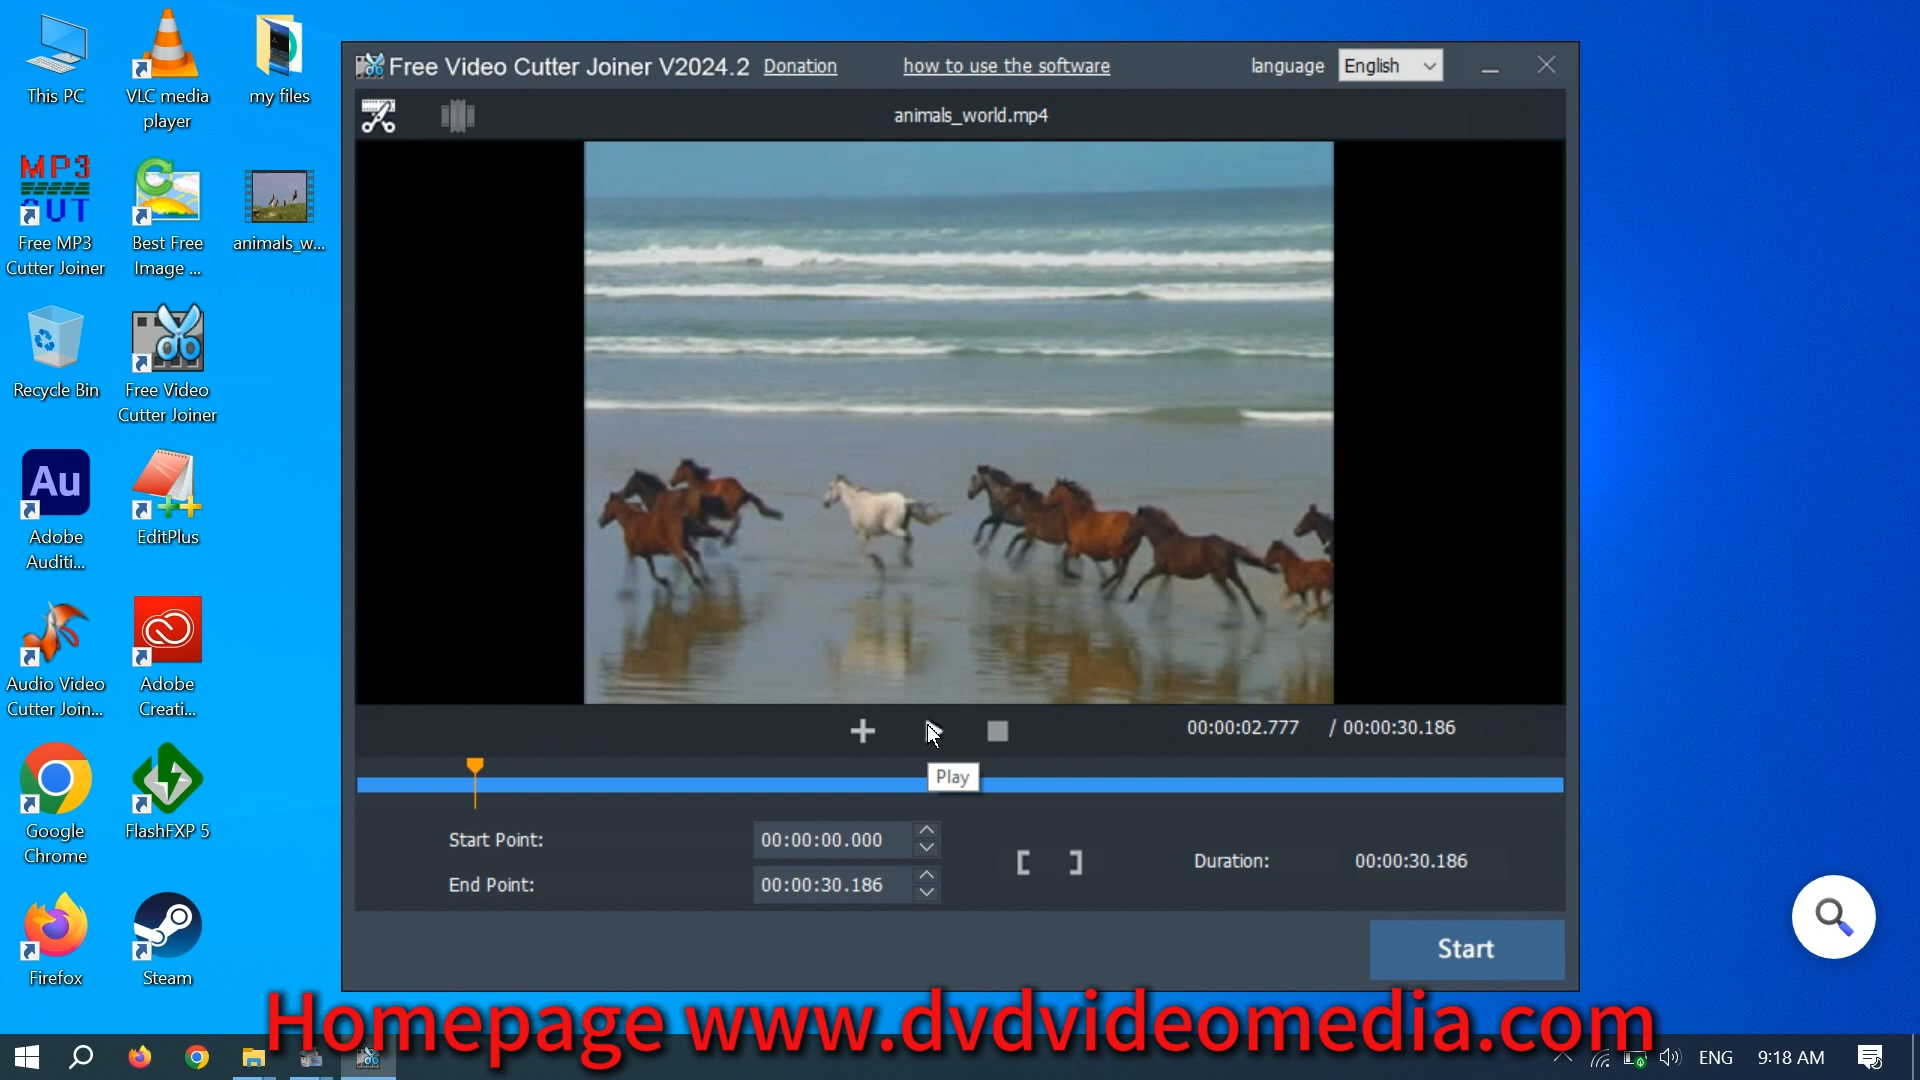 This PC
VLC media
player
my files
MP3
CUT
Free MP3
Cutter Joiner
Best Free
Image ...
animals_w...
Recycle Bin
Free Video
Cutter Joiner
Au
Adobe
Auditi...
EditPlus
Audio Video
Cutter Join...
Adobe
Creati...
Google
Chrome
FlashFXP 5
Firefox
Steam
Free Video Cutter Joiner V2024.2
Donation
how to use the software
language
English
animals_world.mp4
00:00:02.777 / 00:00:30.186
Play
Start Point:
00:00:00.000
End Point:
00:00:30.186
[ ]
Duration:
00:00:30.186
Start
Homepage www.dvdvideomedia.com
ENG
9:18 AM